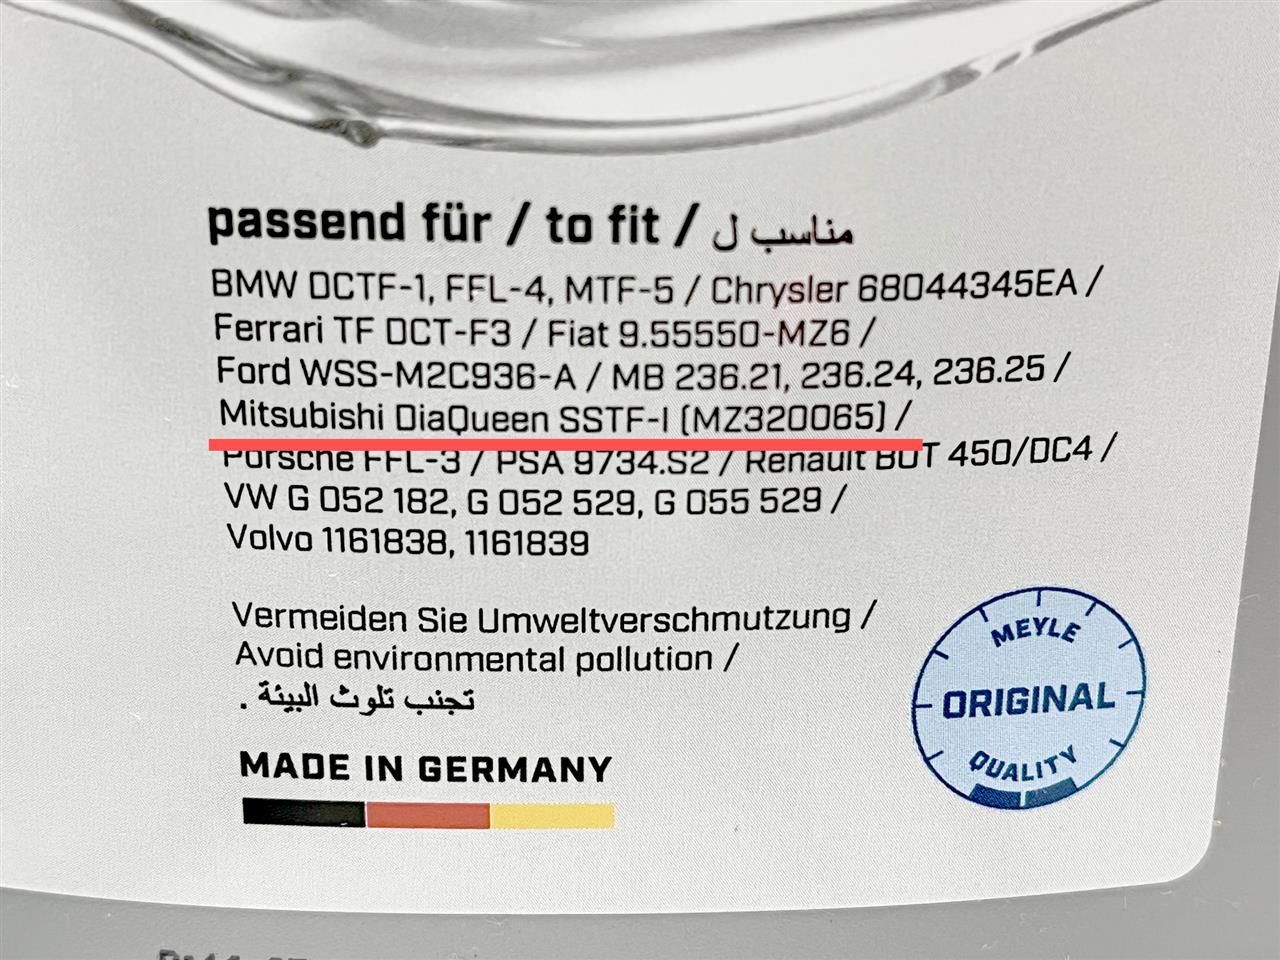 passend für / to fit / مناسب ل
BMW DCTF-1, FFL-4, MTF-5 / Chrysler 68044345EA /
Ferrari TF DCT-F3 / Fiat 9.55550-MZ6 /
Ford WSS-M2C936-A / MB 236.21, 236.24, 236.25 /
Mitsubishi DiaQueen SSTF-I (MZ320065) /
Porsche FFL-3 / PSA 9734.S2 / Renault BOT 450/DC4 /
VW G 052 182, G 052 529, G 055 529 /
Volvo 1161838, 1161839
Vermeiden Sie Umweltverschmutzung /
Avoid environmental pollution /
تجنب تلوث البيئة .
MADE IN GERMANY
MEYLE
ORIGINAL
QUALITY